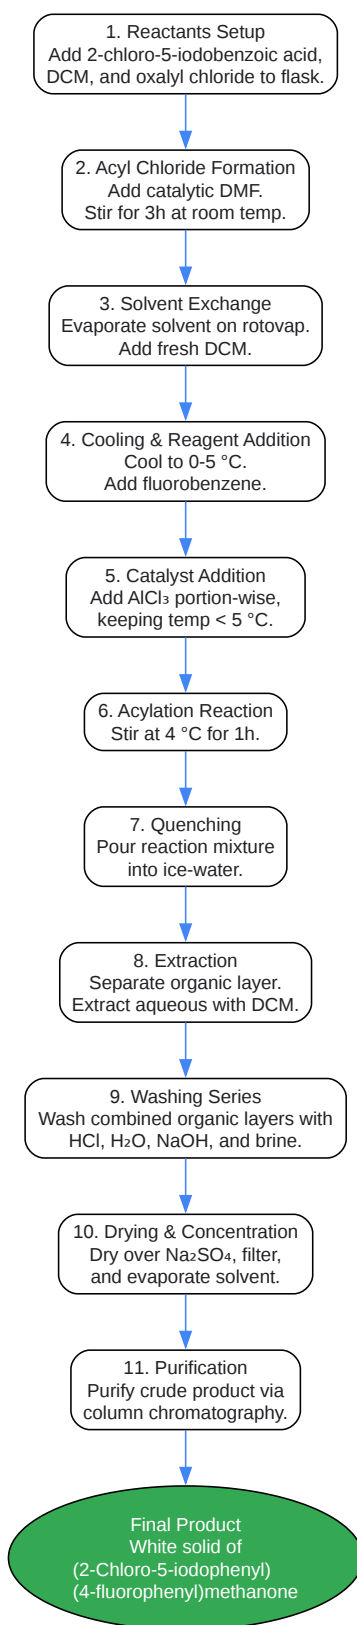 1. Reactants Setup
Add 2-chloro-5-iodobenzoic acid,
DCM, and oxalyl chloride to flask.
2. Acyl Chloride Formation
Add catalytic DMF.
Stir for 3h at room temp.
3. Solvent Exchange
Evaporate solvent on rotovap.
Add fresh DCM.
4. Cooling & Reagent Addition
Cool to 0-5 °C.
Add fluorobenzene.
5. Catalyst Addition
Add AlCl₃ portion-wise,
keeping temp < 5 °C.
6. Acylation Reaction
Stir at 4 °C for 1h.
7. Quenching
Pour reaction mixture
into ice-water.
8. Extraction
Separate organic layer.
Extract aqueous with DCM.
9. Washing Series
Wash combined organic layers with
HCl, H₂O, NaOH, and brine.
10. Drying & Concentration
Dry over Na₂SO₄, filter,
and evaporate solvent.
11. Purification
Purify crude product via
column chromatography.
Final Product
White solid of
(2-Chloro-5-iodophenyl)
(4-fluorophenyl)methanone